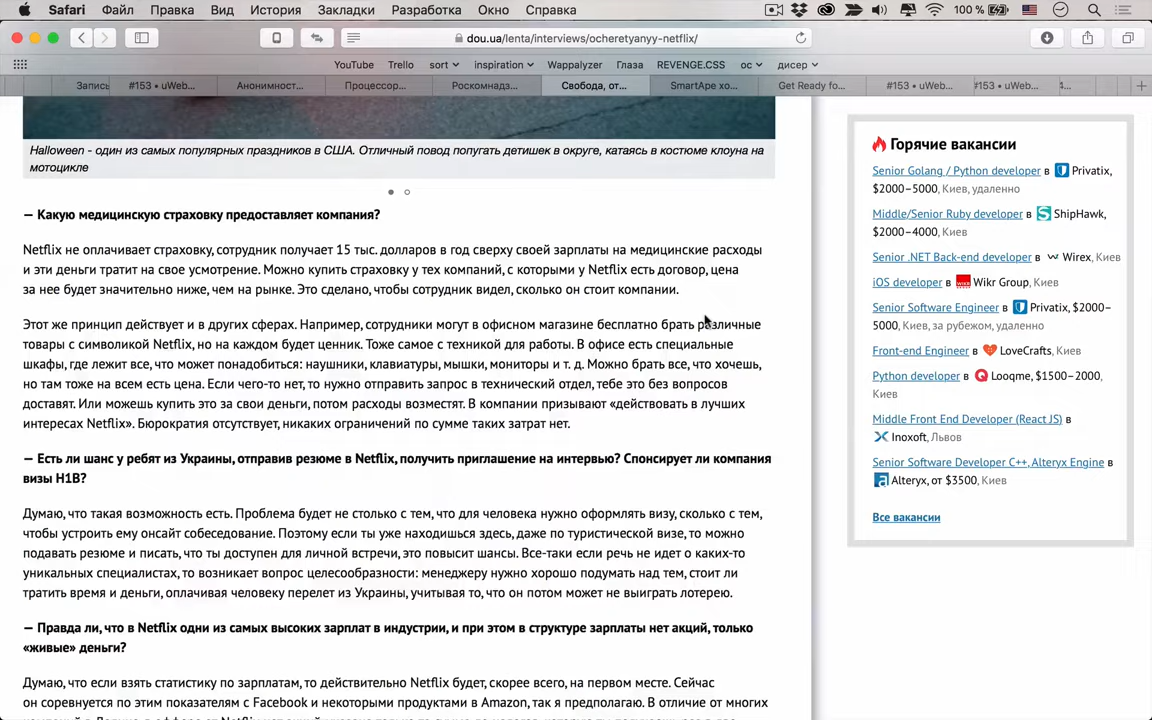 Safari Файл Правка Вид История Закладки Разработка Окно Справка 100 %
dou.ua/lenta/interviews/ocheretyanyy-netflix/
YouTube Trello sort inspiration Wappalyzer Глаза REVENGE.CSS ос дисер
Запись #153 • uWeb... Анонимност... Процессор... Роскомнадз... Свобода, от... SmartApe хо... Get Ready fo... #153 • uWeb... #153 • uWeb...
Halloween - один из самых популярных праздников в США. Отличный повод попугать детишек в округе, катаясь в костюме клоуна на
мотоцикле
— Какую медицинскую страховку предоставляет компания?
Netflix не оплачивает страховку, сотрудник получает 15 тыс. долларов в год сверху своей зарплаты на медицинские расходы
и эти деньги тратит на свое усмотрение. Можно купить страховку у тех компаний, с которыми у Netflix есть договор, цена
за нее будет значительно ниже, чем на рынке. Это сделано, чтобы сотрудник видел, сколько он стоит компании.
Этот же принцип действует и в других сферах. Например, сотрудники могут в офисном магазине бесплатно брать различные
товары с символикой Netflix, но на каждом будет ценник. Тоже самое с техникой для работы. В офисе есть специальные
шкафы, где лежит все, что может понадобиться: наушники, клавиатуры, мышки, мониторы и т. д. Можно брать все, что хочешь,
но там тоже на всем есть цена. Если чего-то нет, то нужно отправить запрос в технический отдел, тебе это без вопросов
доставят. Или можешь купить это за свои деньги, потом расходы возместят. В компании призывают «действовать в лучших
интересах Netflix». Бюрократия отсутствует, никаких ограничений по сумме таких затрат нет.
— Есть ли шанс у ребят из Украины, отправив резюме в Netflix, получить приглашение на интервью? Спонсирует ли компания
визы H1B?
Думаю, что такая возможность есть. Проблема будет не столько с тем, что для человека нужно оформлять визу, сколько с тем,
чтобы устроить ему онсайт собеседование. Поэтому если ты уже находишься здесь, даже по туристической визе, то можно
подавать резюме и писать, что ты доступен для личной встречи, это повысит шансы. Все-таки если речь не идет о каких-то
уникальных специалистах, то возникает вопрос целесообразности: менеджеру нужно хорошо подумать над тем, стоит ли
тратить время и деньги, оплачивая человеку перелет из Украины, учитывая то, что он потом может не выиграть лотерею.
— Правда ли, что в Netflix одни из самых высоких зарплат в индустрии, и при этом в структуре зарплаты нет акций, только
«живые» деньги?
Думаю, что если взять статистику по зарплатам, то действительно Netflix будет, скорее всего, на первом месте. Сейчас
он соревнуется по этим показателям с Facebook и некоторыми продуктами в Amazon, так я предполагаю. В отличие от многих
Горячие вакансии
Senior Golang / Python developer в Privatix,
$2000–5000, Киев, удаленно
Middle/Senior Ruby developer в ShipHawk,
$2000–4000, Киев
Senior .NET Back-end developer в Wirex, Киев
iOS developer в Wikr Group, Киев
Senior Software Engineer в Privatix, $2000–
5000, Киев, за рубежом, удаленно
Front-end Engineer в LoveCrafts, Киев
Python developer в Looqme, $1500–2000,
Киев
Middle Front End Developer (React JS) в
Inoxoft, Львов
Senior Software Developer C++, Alteryx Engine в
Alteryx, от $3500, Киев
Все вакансии